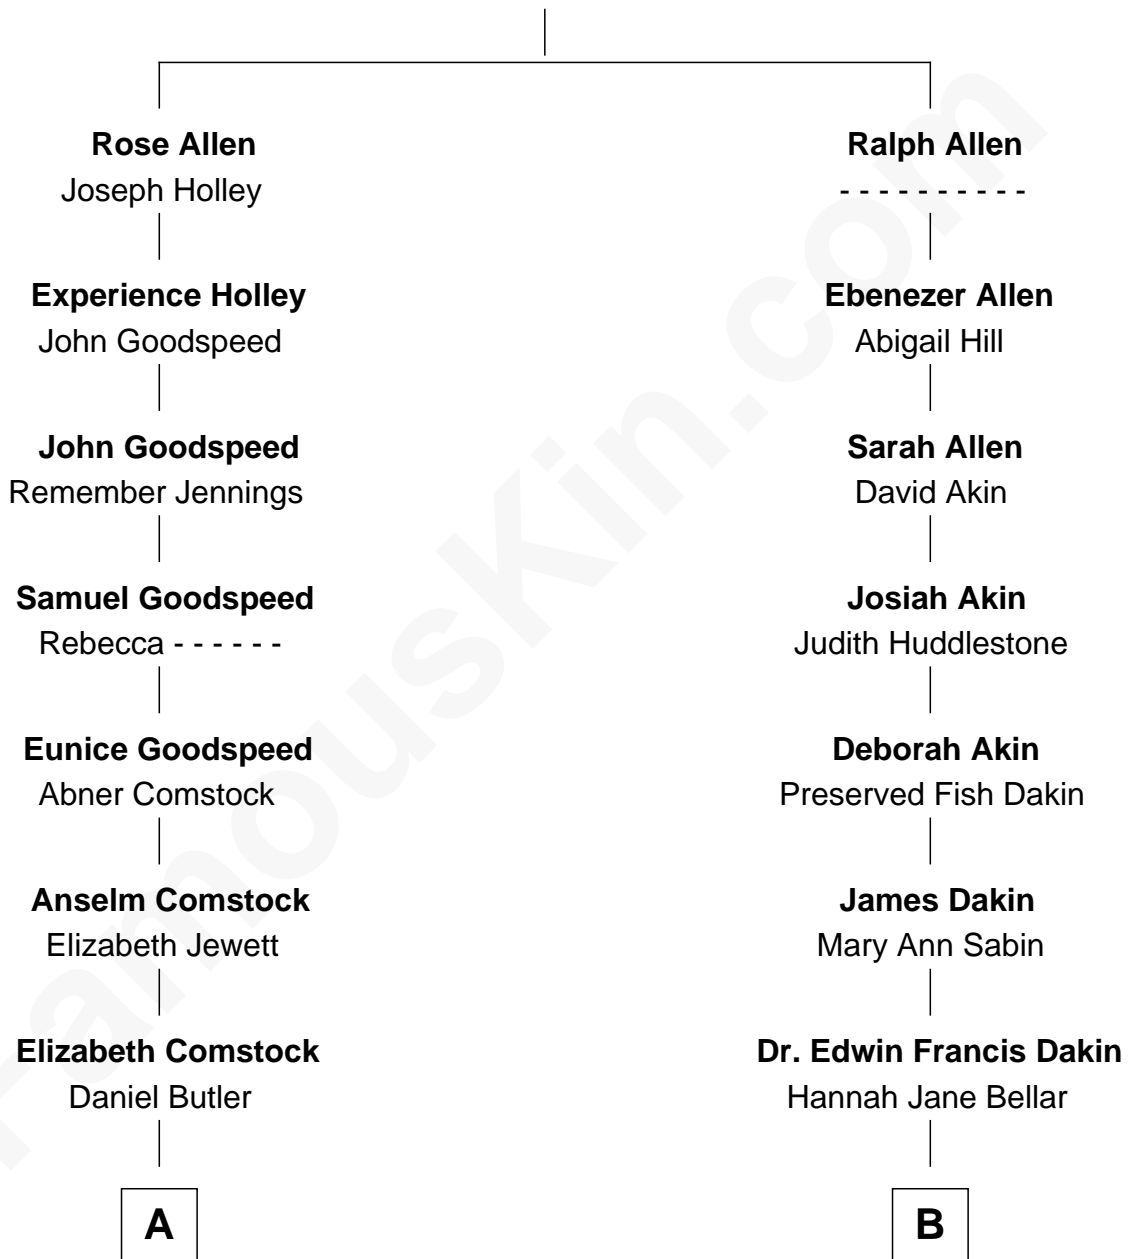 Rose Allen
Joseph Holley
Ralph Allen
- - - - - - - - - -
Experience Holley
John Goodspeed
Ebenezer Allen
Abigail Hill
John Goodspeed
Remember Jennings
Sarah Allen
David Akin
Samuel Goodspeed
Rebecca - - - - - -
Josiah Akin
Judith Huddlestone
Eunice Goodspeed
Abner Comstock
Deborah Akin
Preserved Fish Dakin
Anselm Comstock
Elizabeth Jewett
James Dakin
Mary Ann Sabin
Elizabeth Comstock
Daniel Butler
Dr. Edwin Francis Dakin
Hannah Jane Bellar
A
B
FamousKin.com